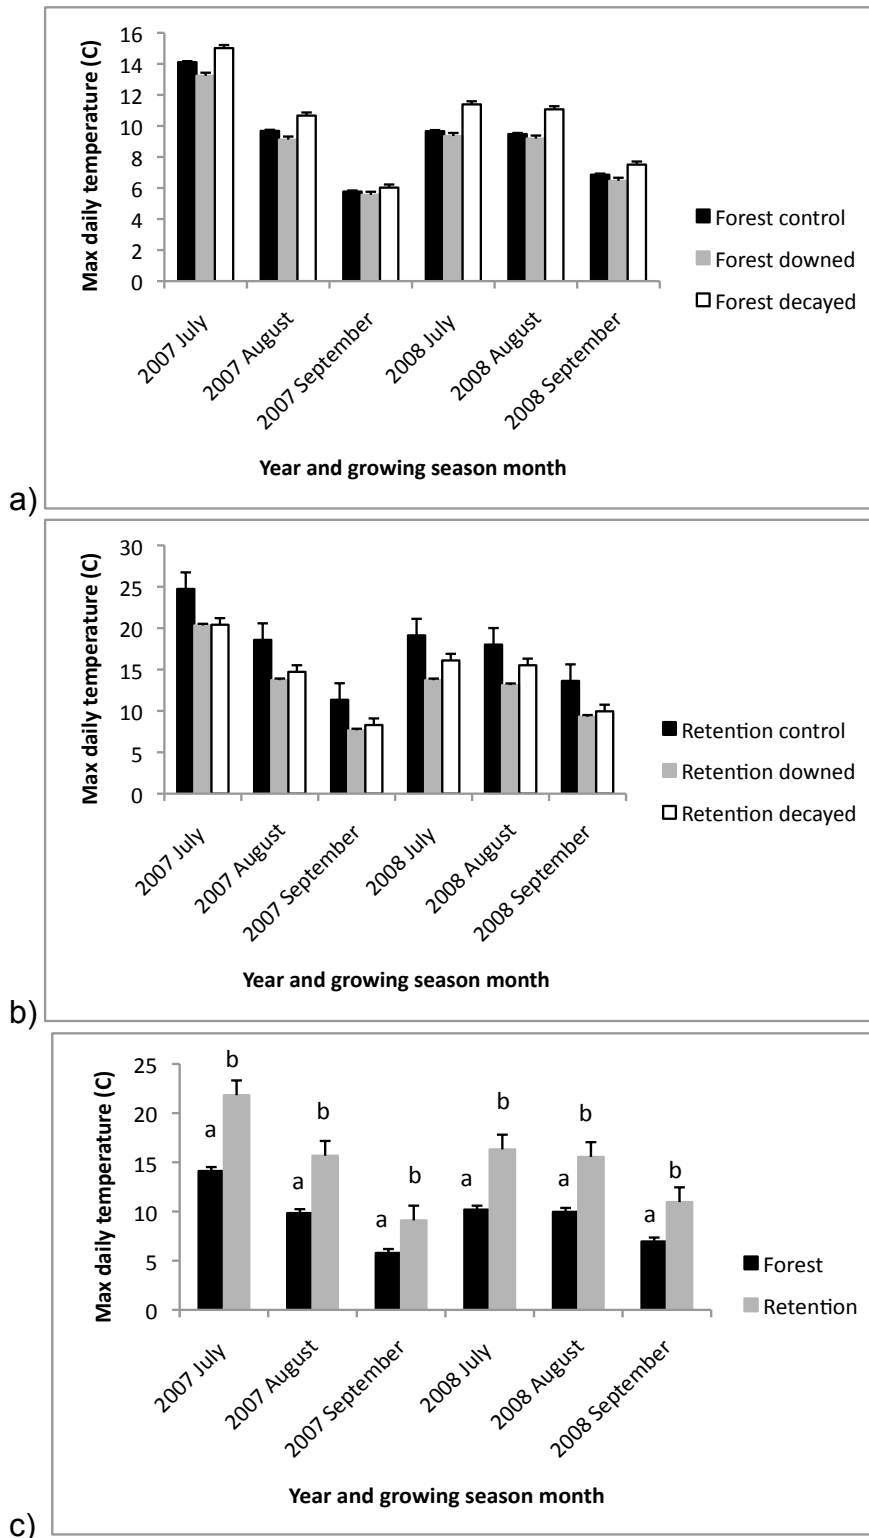 Max daily temperature (C)
16
14
12
10
8
6
4
2
0
2007 July
2007 August
2007 September
2008 July
2008 August
2008 September
Forest control
Forest downed
Forest decayed
Year and growing season month
a)
Max daily temperature (C)
30
25
20
15
10
5
0
2007 July
2007 August
2007 September
2008 July
2008 August
2008 September
Retention control
Retention downed
Retention decayed
Year and growing season month
b)
Max daily temperature (C)
25
20
15
10
5
0
a
b
a
b
a
b
a
b
a
b
a
b
2007 July
2007 August
2007 September
2008 July
2008 August
2008 September
Forest
Retention
Year and growing season month
c)